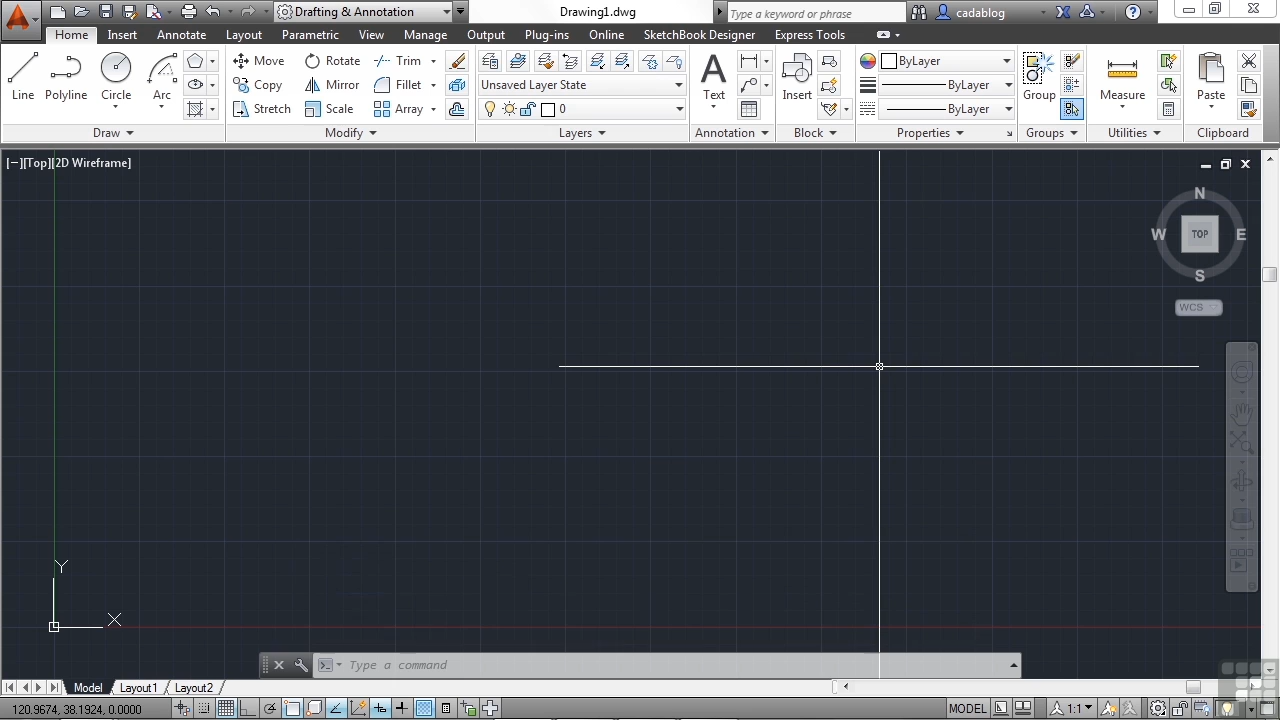 Drafting & Annotation
Drawing1.dwg
Type a keyword or phrase
cadablog
Home Insert Annotate Layout Parametric View Manage Output Plug-ins Online SketchBook Designer Express Tools
Move Rotate Trim
Unsaved Layer State
ByLayer
Line Polyline Circle Arc
Copy Mirror Fillet
Text Insert
ByLayer
Group Measure Paste
Stretch Scale Array
0
ByLayer
Draw Modify Layers Annotation Block Properties Groups Utilities Clipboard
[−][Top][2D Wireframe]
N
W TOP E
S
WCS
Y
X
Type a command
Model Layout1 Layout2
120.9674, 38.1924, 0.0000
MODEL
1:1